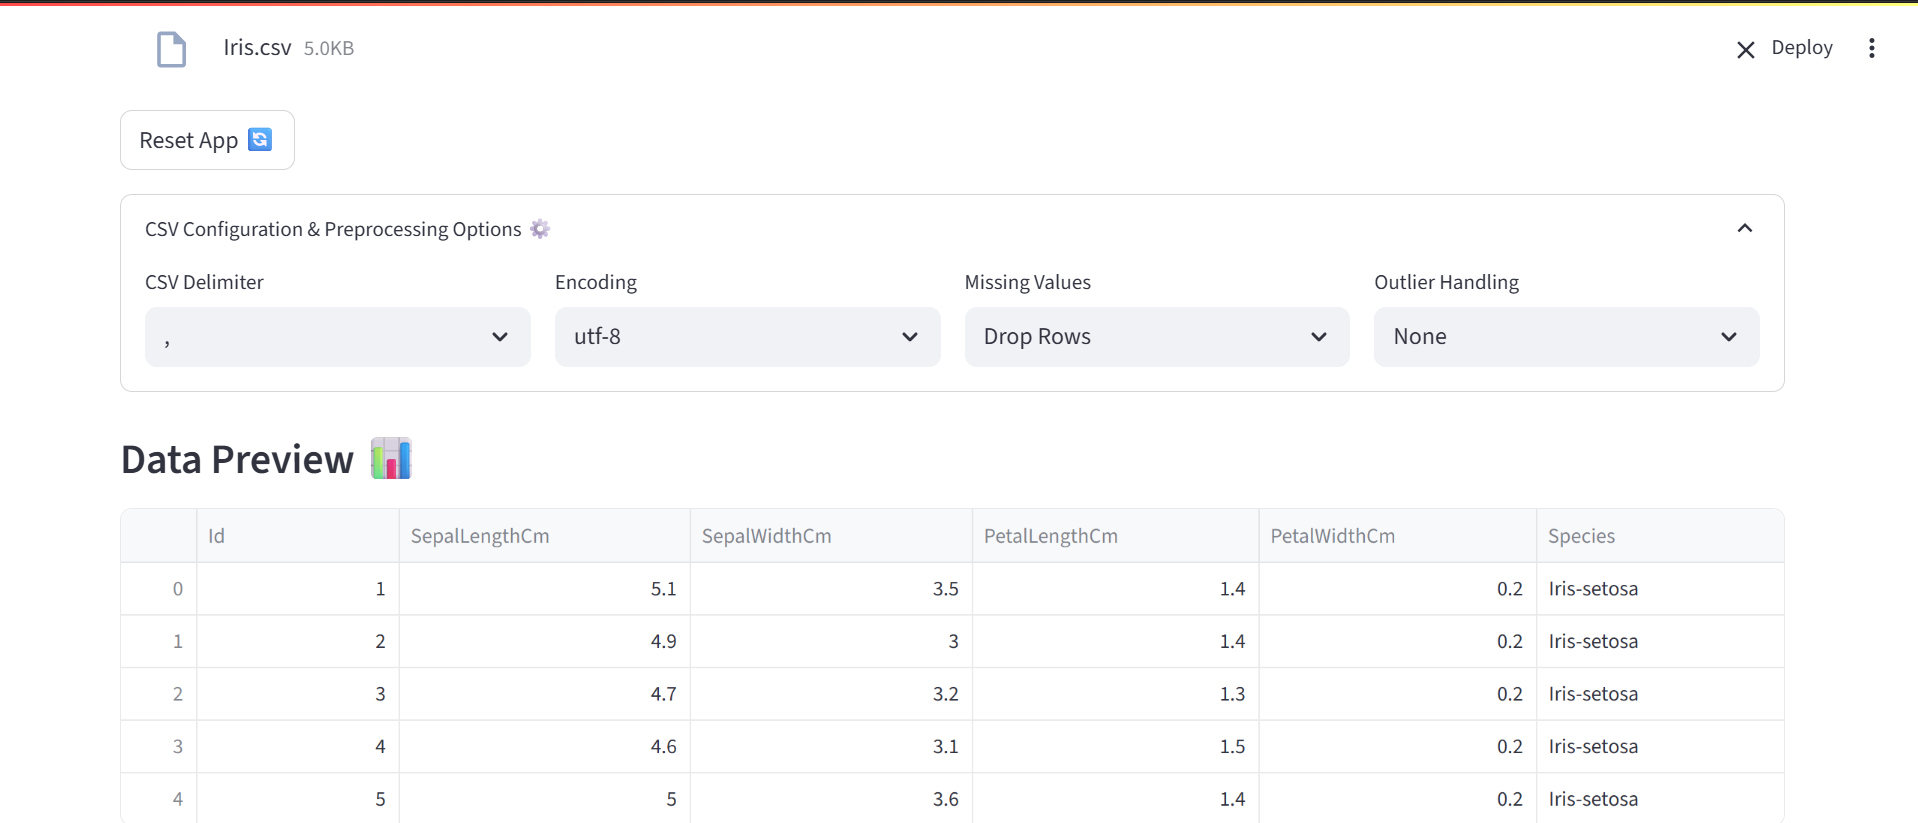 Iris.csv 5.0KB
Deploy
Reset App
CSV Configuration & Preprocessing Options
CSV Delimiter Encoding Missing Values Outlier Handling
, utf-8 Drop Rows None
Data Preview
Id SepalLengthCm SepalWidthCm PetalLengthCm PetalWidthCm Species
0 1 5.1 3.5 1.4 0.2 Iris-setosa
1 2 4.9 3 1.4 0.2 Iris-setosa
2 3 4.7 3.2 1.3 0.2 Iris-setosa
3 4 4.6 3.1 1.5 0.2 Iris-setosa
4 5 5 3.6 1.4 0.2 Iris-setosa